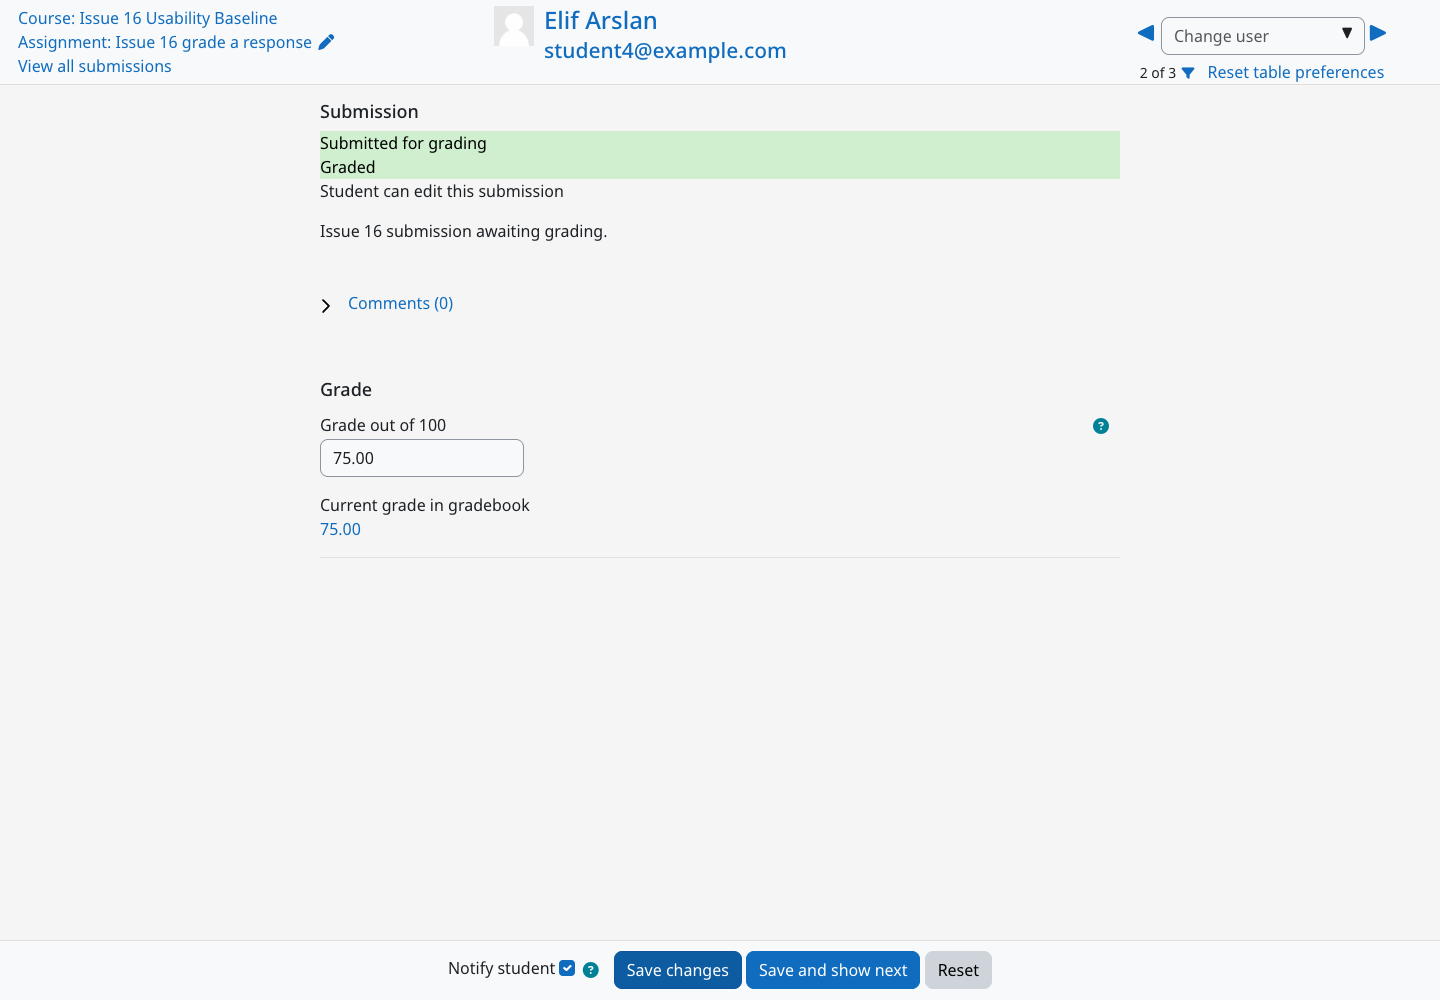 Course: Issue 16 Usability Baseline
Assignment: Issue 16 grade a response
View all submissions
Elif Arslan
student4@example.com
Change user
2 of 3
Reset table preferences
Submission
Submitted for grading
Graded
Student can edit this submission
Issue 16 submission awaiting grading.
Comments (0)
Grade
Grade out of 100
75.00
Current grade in gradebook
75.00
Notify student
Save changes
Save and show next
Reset